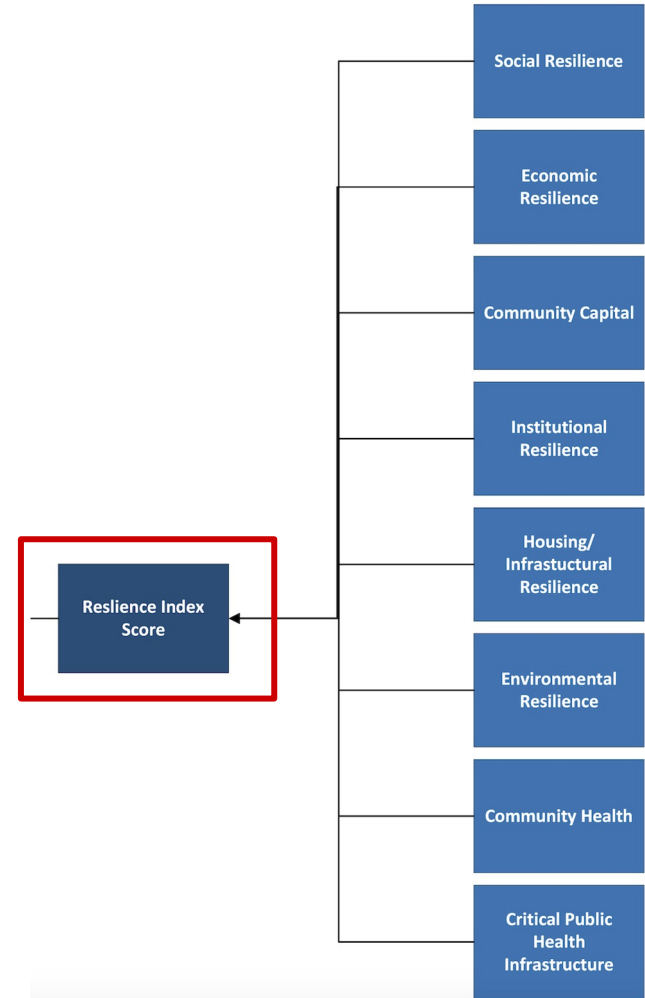 Social Resilience
Economic
Resilience
Community Capital
Institutional
Resilience
Housing/
Infrastuctural
Resilience
Reslience Index
Score
Environmental
Resilience
Community Health
Critical Public
Health
Infrastructure